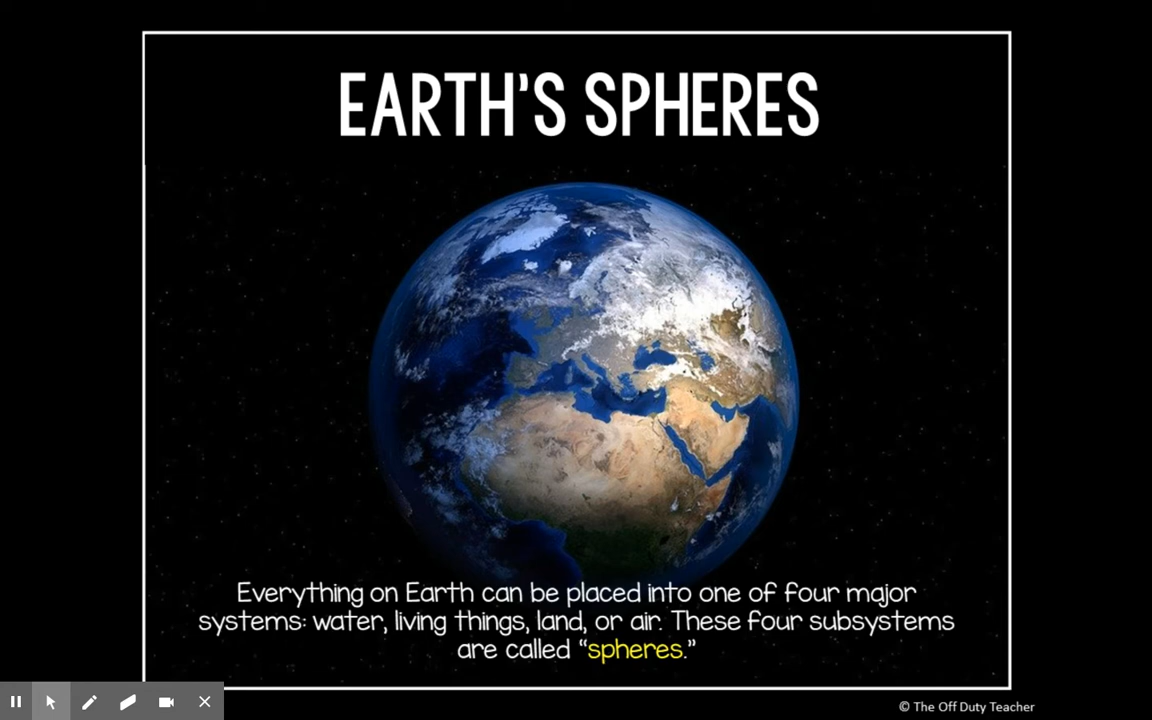 EARTH'S SPHERES
Everything on Earth can be placed into one of four major
systems: water, living things, land, or air. These four subsystems
are called “spheres.”
© The Off Duty Teacher